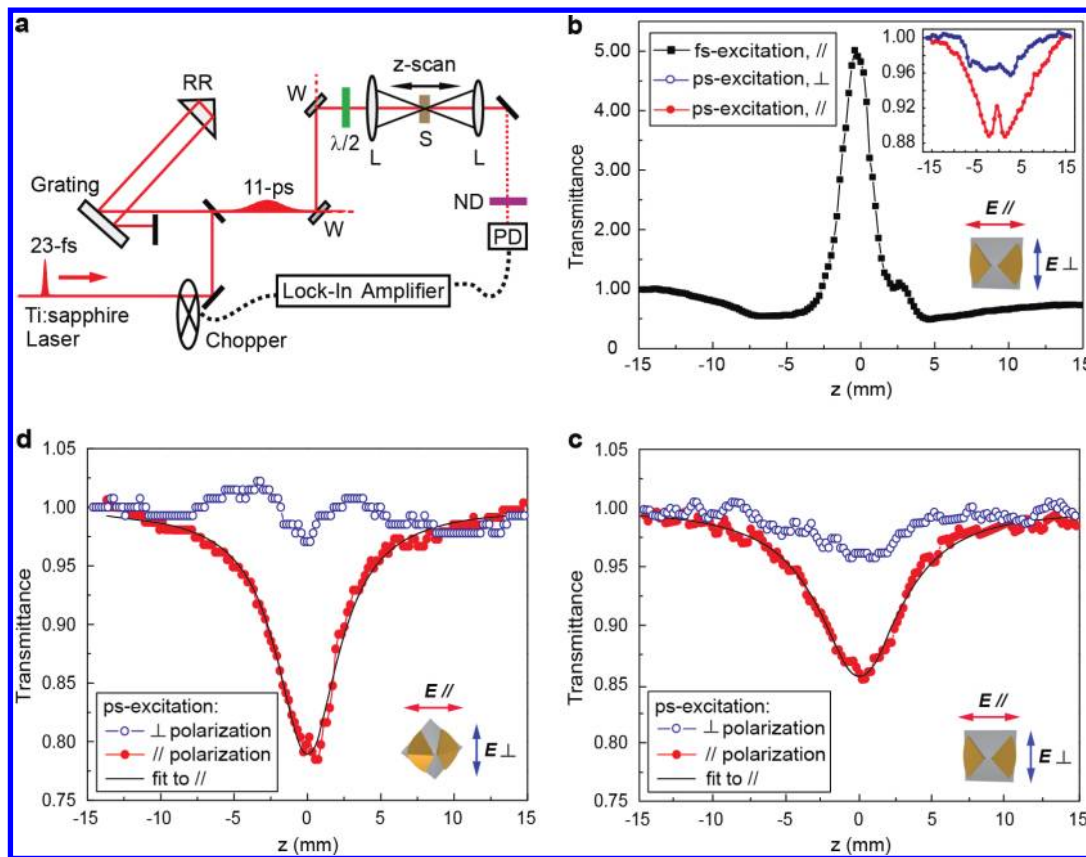 a
RR
Grating
23-fs
Ti:sapphire
Laser
Chopper
11-ps
W
W
λ/2
L
z-scan
S
L
ND
PD
Lock-In Amplifier
b
fs-excitation, //
ps-excitation, ⊥
ps-excitation, //
1.00
0.96
0.92
0.88
-15 -5 5 15
E //
E ⊥
Transmittance
5.00
4.00
3.00
2.00
1.00
0.00
-15 -10 -5 0 5 10 15
z (mm)
d
Transmittance
1.05
1.00
0.95
0.90
0.85
0.80
0.75
ps-excitation:
⊥ polarization
// polarization
fit to //
E //
E ⊥
-15 -10 -5 0 5 10 15
z (mm)
c
Transmittance
1.05
1.00
0.95
0.90
0.85
0.80
0.75
ps-excitation:
⊥ polarization
// polarization
fit to //
E //
E ⊥
-15 -10 -5 0 5 10 15
z (mm)